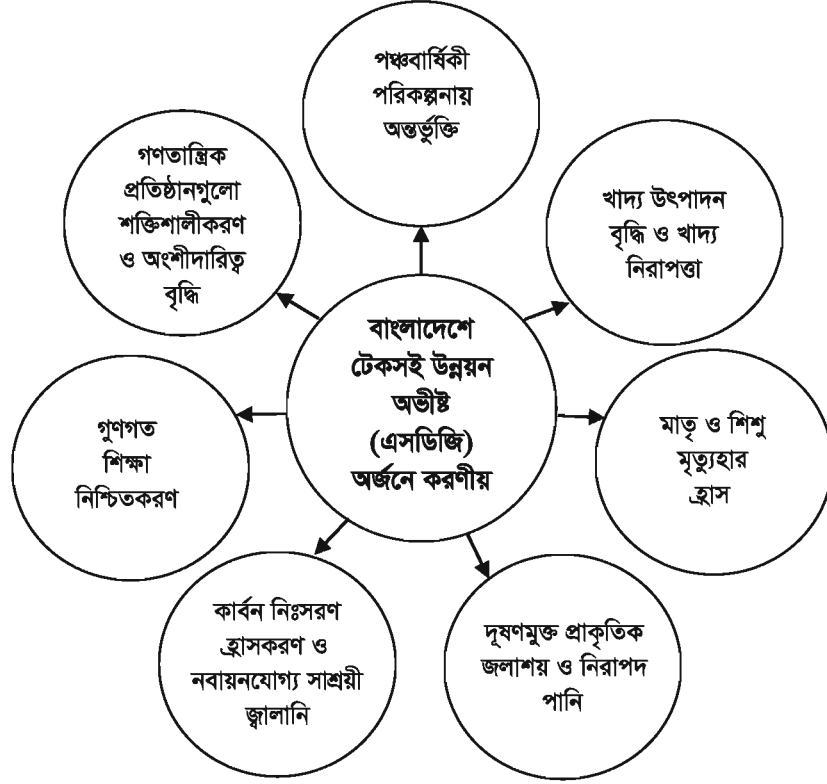 পঞ্চবার্ষিকী
পরিকল্পনায়
অন্তর্ভুক্তি
গণতান্ত্রিক
প্রতিষ্ঠানগুলো
শক্তিশালীকরণ
ও অংশীদারিত্ব
বৃদ্ধি
খাদ্য উৎপাদন
বৃদ্ধি ও খাদ্য
নিরাপত্তা
বাংলাদেশে
টেকসই উন্নয়ন
অভীষ্ট
(এসডিজি)
অর্জনে করণীয়
গুণগত
শিক্ষা
নিশ্চিতকরণ
মাতৃ ও শিশু
মৃত্যুহার
হ্রাস
কার্বন নিঃসরণ
হ্রাসকরণ ও
নবায়নযোগ্য সাশ্রয়ী
জ্বালানি
দূষণমুক্ত প্রাকৃতিক
জলাশয় ও নিরাপদ
পানি